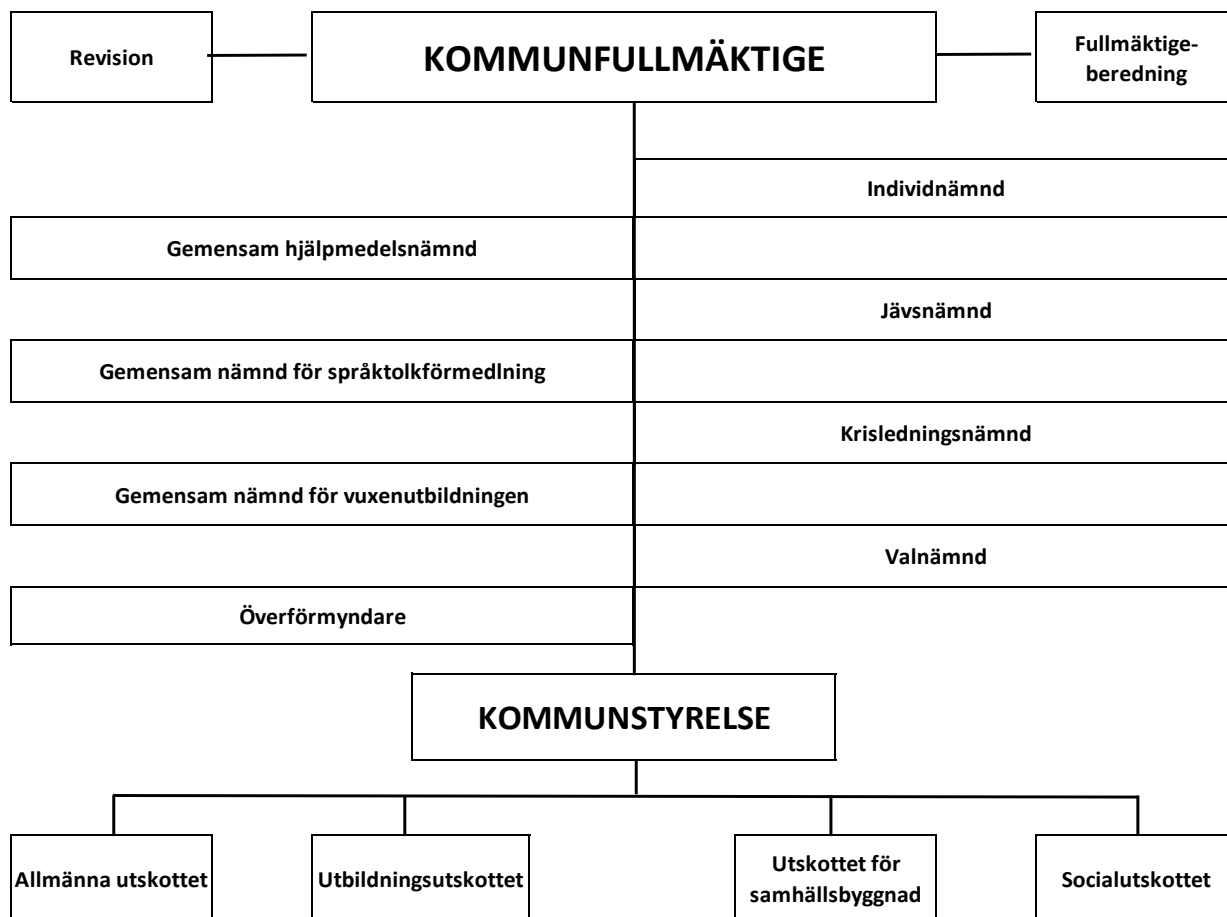 Revision
KOMMUNFULLMÄKTIGE
Fullmäktige-
beredning
Individnämnd
Gemensam hjälpmedelsnämnd
Jävsnämnd
Gemensam nämnd för språktolkförmedlning
Krisledningsnämnd
Gemensam nämnd för vuxenutbildningen
Valnämnd
Överförmyndare
KOMMUNSTYRELSE
Allmänna utskottet
Utbildningsutskottet
Utskottet för
samhällsbyggnad
Socialutskottet